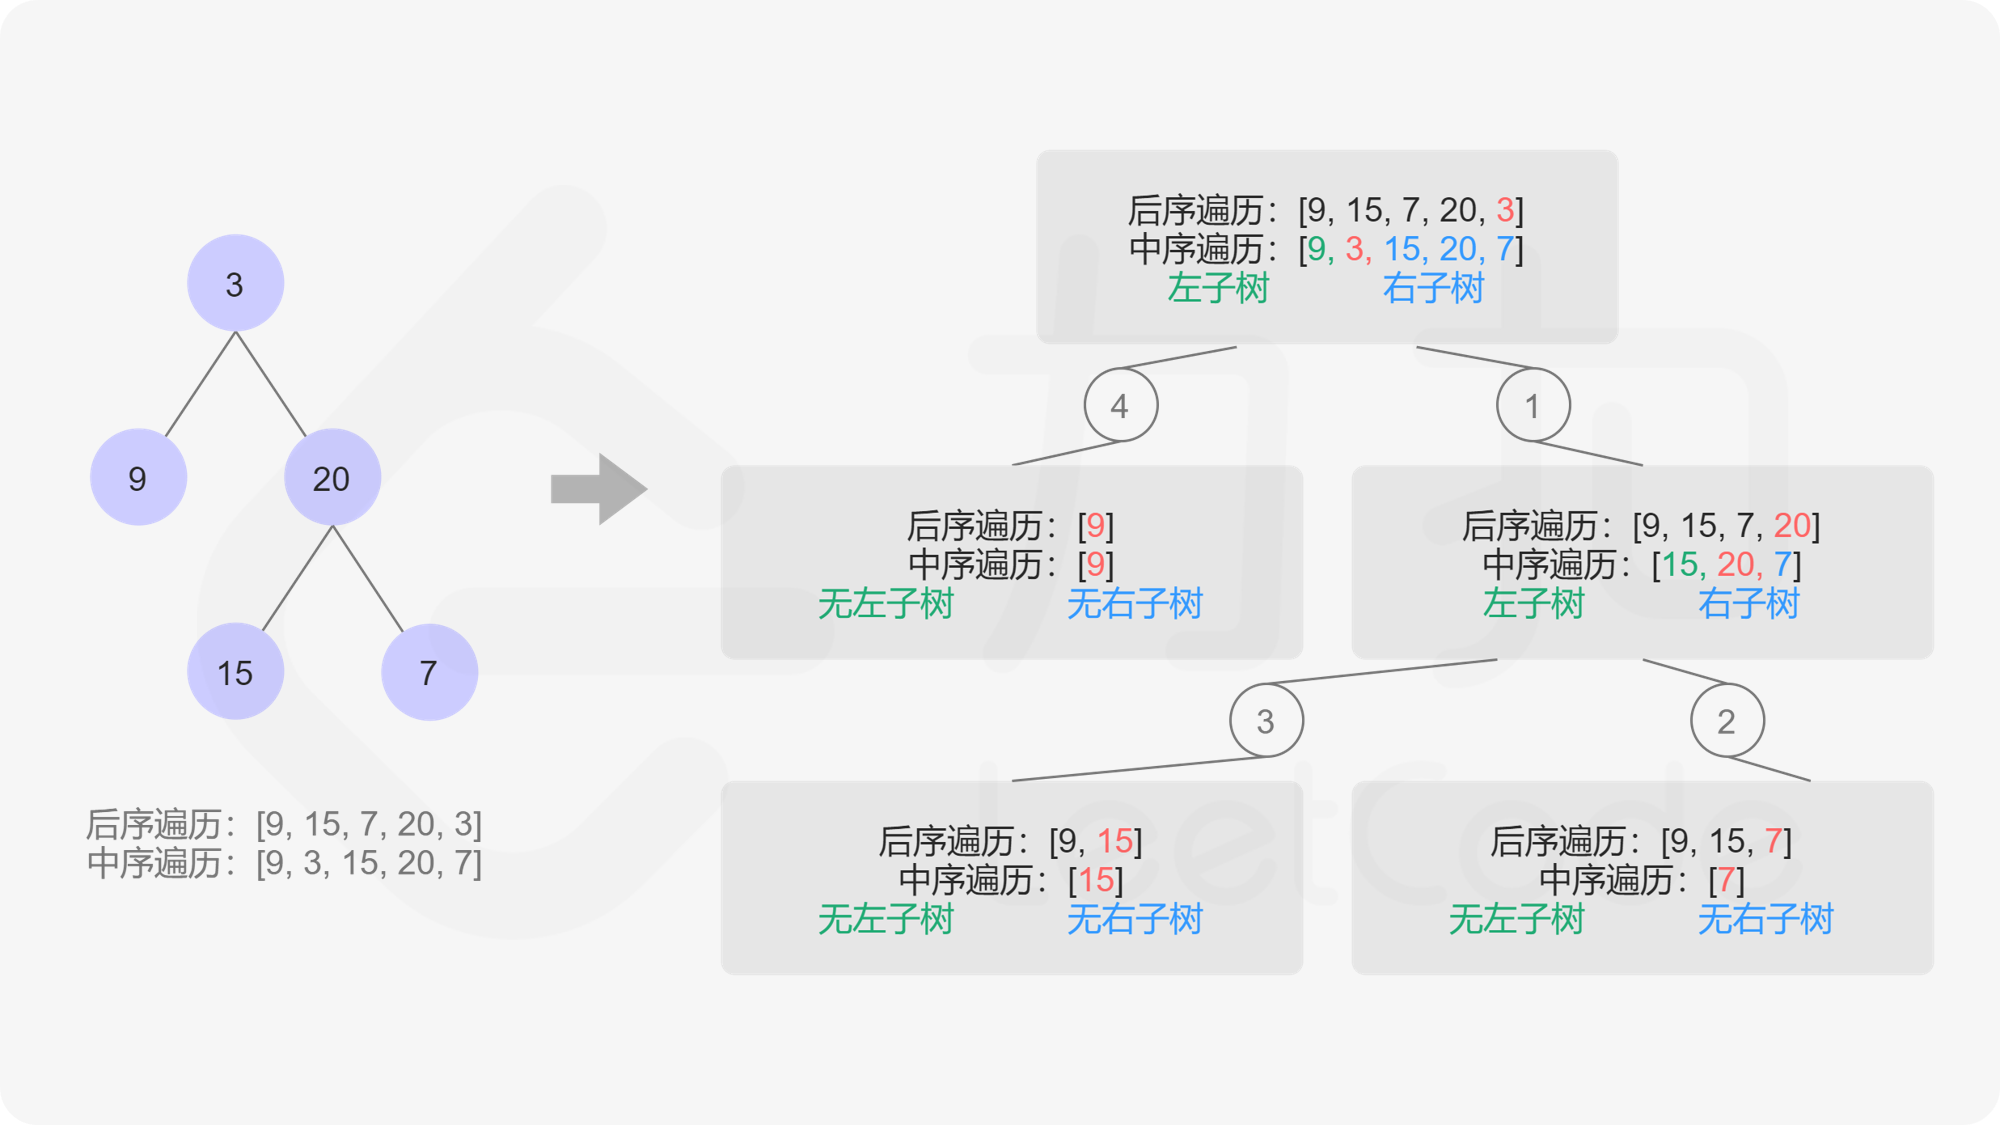 3
9
20
15
7
后序遍历：[9, 15, 7, 20, 3]
中序遍历：[9, 3, 15, 20, 7]
后序遍历：[9, 15, 7, 20, 3]
中序遍历：[9, 3, 15, 20, 7]
左子树 右子树
4
1
后序遍历：[9]
中序遍历：[9]
无左子树 无右子树
后序遍历：[9, 15, 7, 20]
中序遍历：[15, 20, 7]
左子树 右子树
3
2
后序遍历：[9, 15]
中序遍历：[15]
无左子树 无右子树
后序遍历：[9, 15, 7]
中序遍历：[7]
无左子树 无右子树
力扣
LeetCode